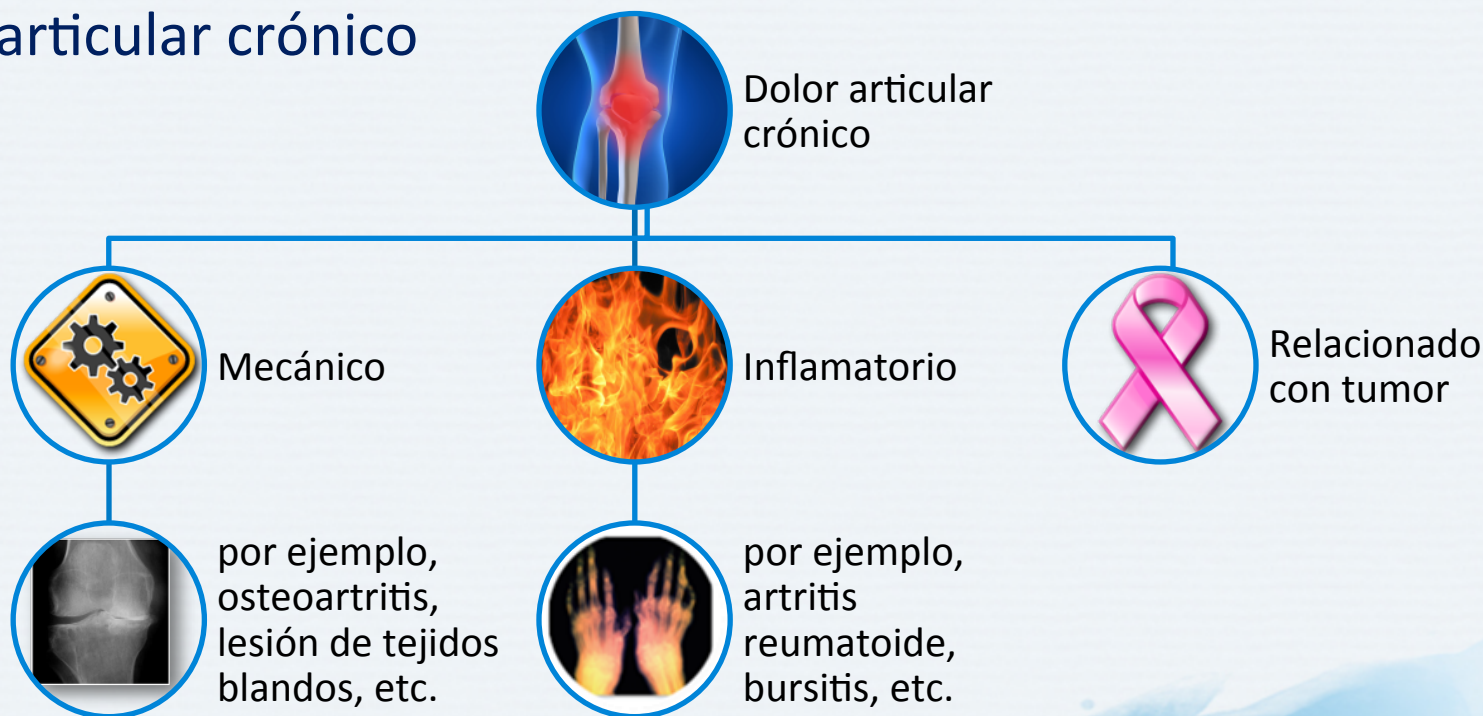 articular crónico
Dolor articular
crónico
Mecánico
Inflamatorio
Relacionado
con tumor
por ejemplo,
osteoartritis,
lesión de tejidos
blandos, etc.
por ejemplo,
artritis
reumatoide,
bursitis, etc.